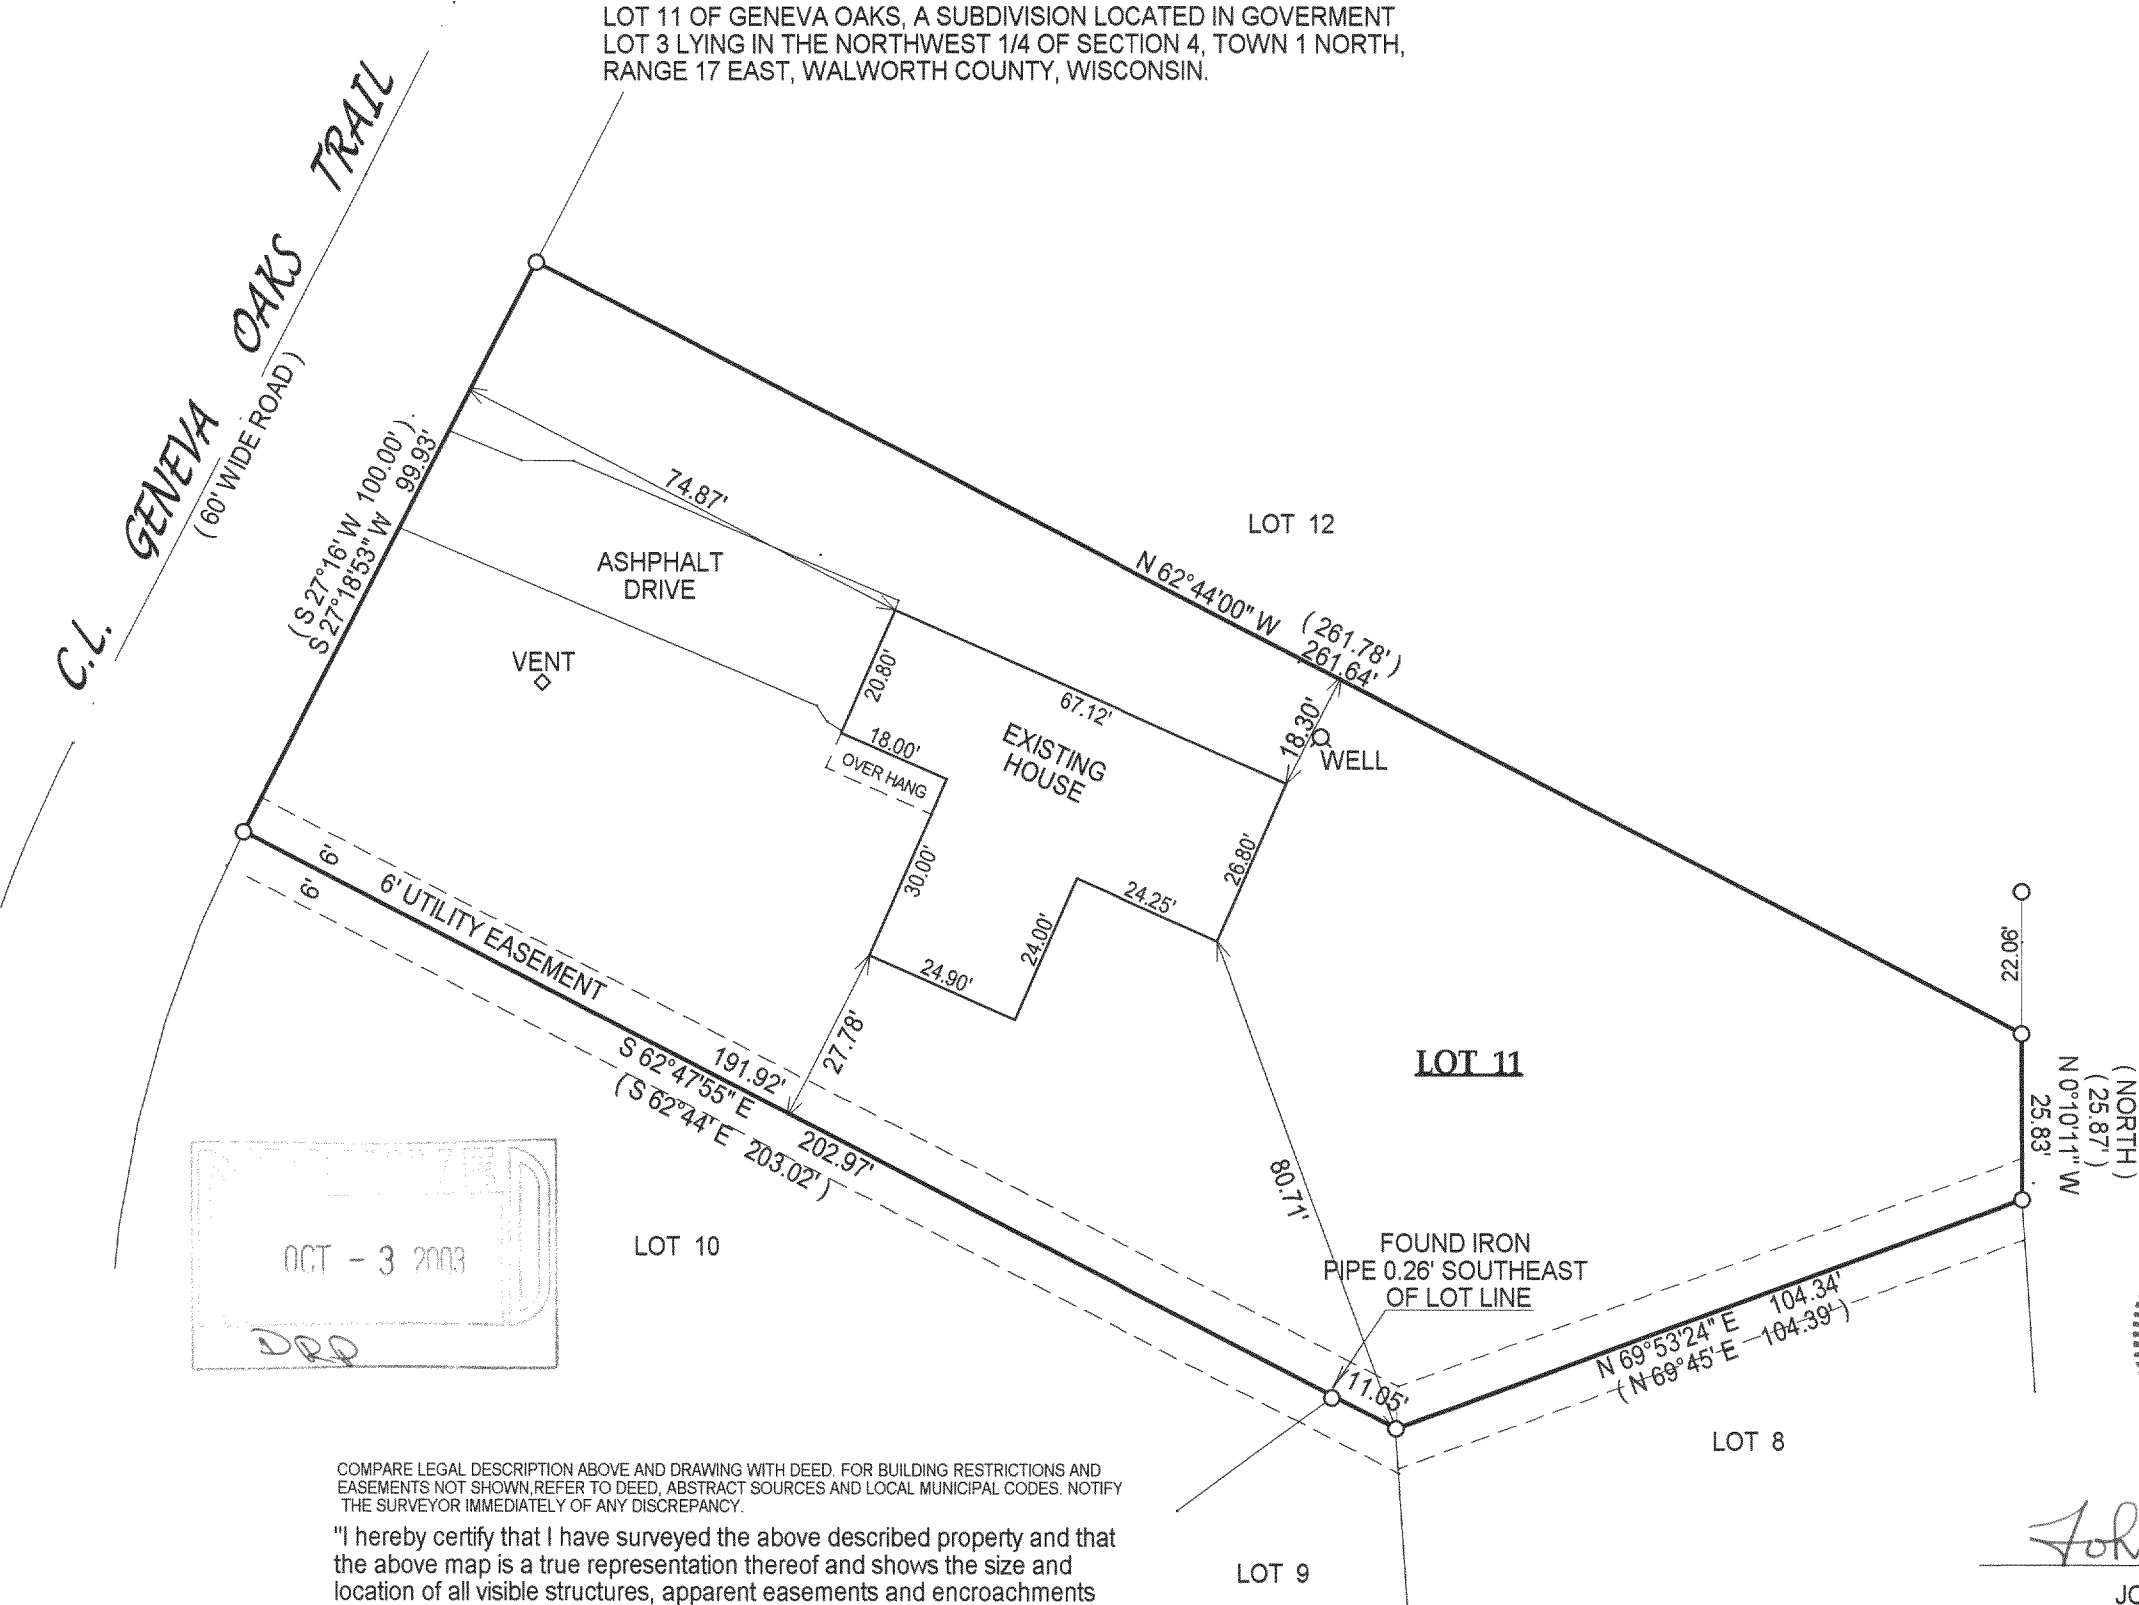 LOT 11 OF GENEVA OAKS, A SUBDIVISION LOCATED IN GOVERMENT
LOT 3 LYING IN THE NORTHWEST 1/4 OF SECTION 4, TOWN 1 NORTH,
RANGE 17 EAST, WALWORTH COUNTY, WISCONSIN.
C.L. GENEVA OAKS TRAIL
( 60' WIDE ROAD )
( S 27°16' W 100.00' )
S 27°18'53" W 99.93'
74.87'
ASHPHALT
DRIVE
VENT
LOT 12
N 62°44'00" W
( 261.78' )
261.64'
20.80'
67.12'
18.30'
WELL
18.00'
OVER HANG
EXISTING
HOUSE
30.00'
26.80'
24.25'
24.00'
24.90'
6'
6'
6' UTILITY EASEMENT
27.78'
191.92'
S 62°47'55" E
202.97'
( S 62°44' E 203.02' )
22.06'
LOT 11
( NORTH )
( 25.87' )
N 0°10'11" W
25.83'
80.71'
LOT 10
OCT - 3 2003
DRP
FOUND IRON
PIPE 0.26' SOUTHEAST
OF LOT LINE
11.05'
104.34'
N 69°53'24" E
( N 69°45' E 104.39' )
LOT 8
COMPARE LEGAL DESCRIPTION ABOVE AND DRAWING WITH DEED. FOR BUILDING RESTRICTIONS AND
EASEMENTS NOT SHOWN,REFER TO DEED, ABSTRACT SOURCES AND LOCAL MUNICIPAL CODES. NOTIFY
THE SURVEYOR IMMEDIATELY OF ANY DISCREPANCY.
"I hereby certify that I have surveyed the above described property and that
the above map is a true representation thereof and shows the size and
location of all visible structures, apparent easements and encroachments
LOT 9
Joh
JO